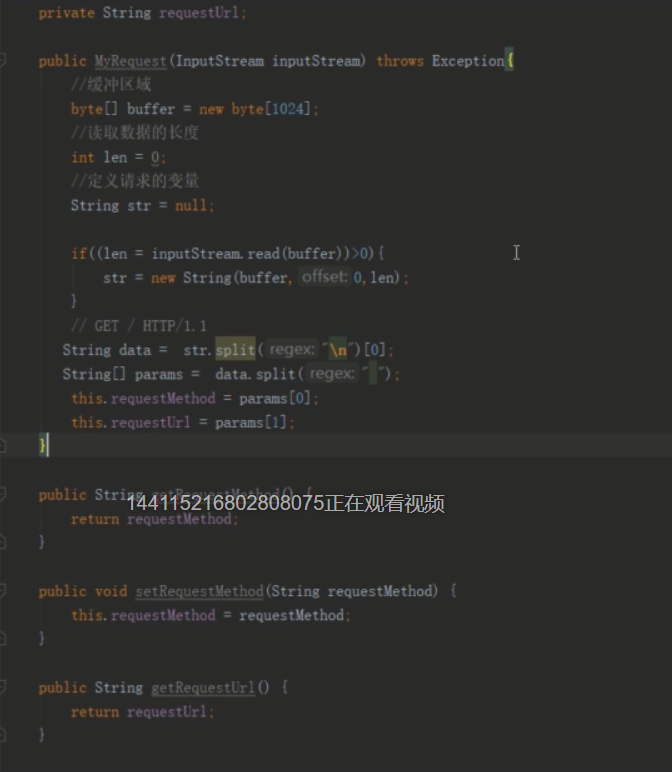 private String requestUrl;
public MyRequest(InputStream inputStream) throws Exception{
//缓冲区域
byte[] buffer = new byte[1024];
//读取数据的长度
int len = 0;
//定义请求的变量
String str = null;
if((len = inputStream.read(buffer))>0){
str = new String(buffer, offset: 0,len);
}
// GET / HTTP/1.1
String data = str.split( regex: "\n")[0];
String[] params = data.split( regex: " ");
this.requestMethod = params[0];
this.requestUrl = params[1];
}
public String getRequestMethod() {
144115216802808075正在观看视频
return requestMethod;
}
public void setRequestMethod(String requestMethod) {
this.requestMethod = requestMethod;
}
public String getRequestUrl() {
return requestUrl;
}